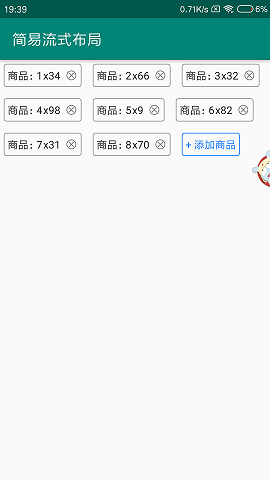 19:39 0.71K/s 6%
简易流式布局
商品: 1x34 商品: 2x66 商品: 3x32
商品: 4x98 商品: 5x9 商品: 6x82
商品: 7x31 商品: 8x70 + 添加商品